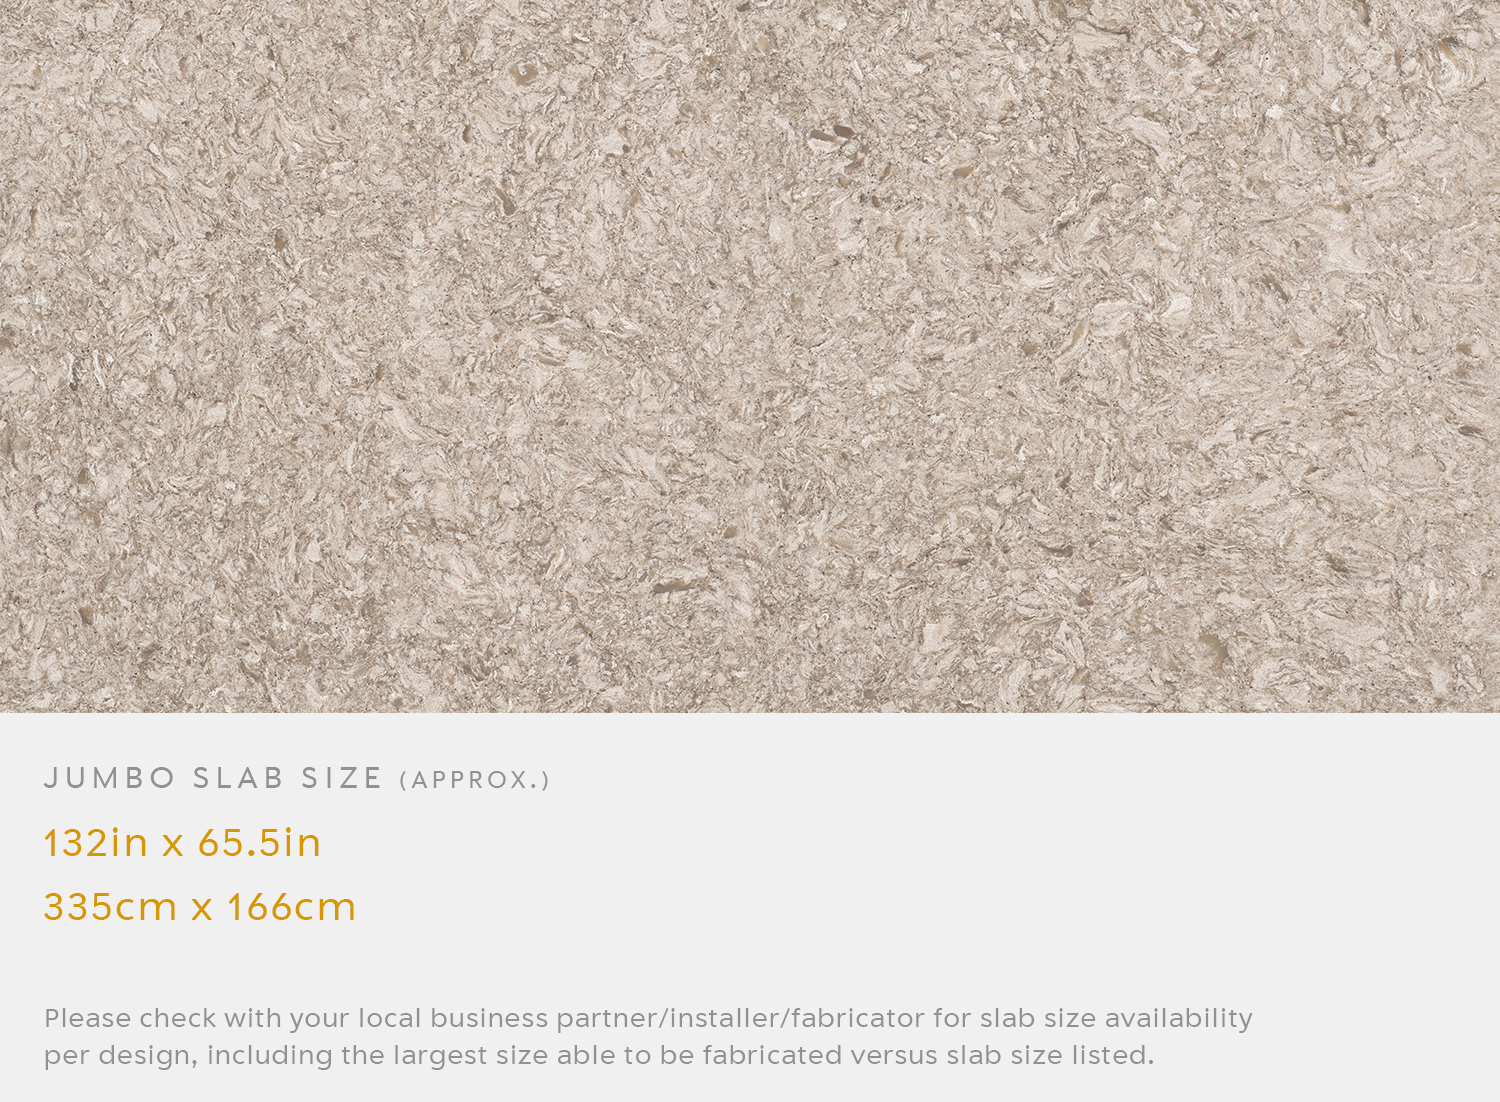 JUMBO SLAB SIZE (APPROX.)
132in x 65.5in
335cm x 166cm
Please check with your local business partner/installer/fabricator for slab size availability
per design, including the largest size able to be fabricated versus slab size listed.